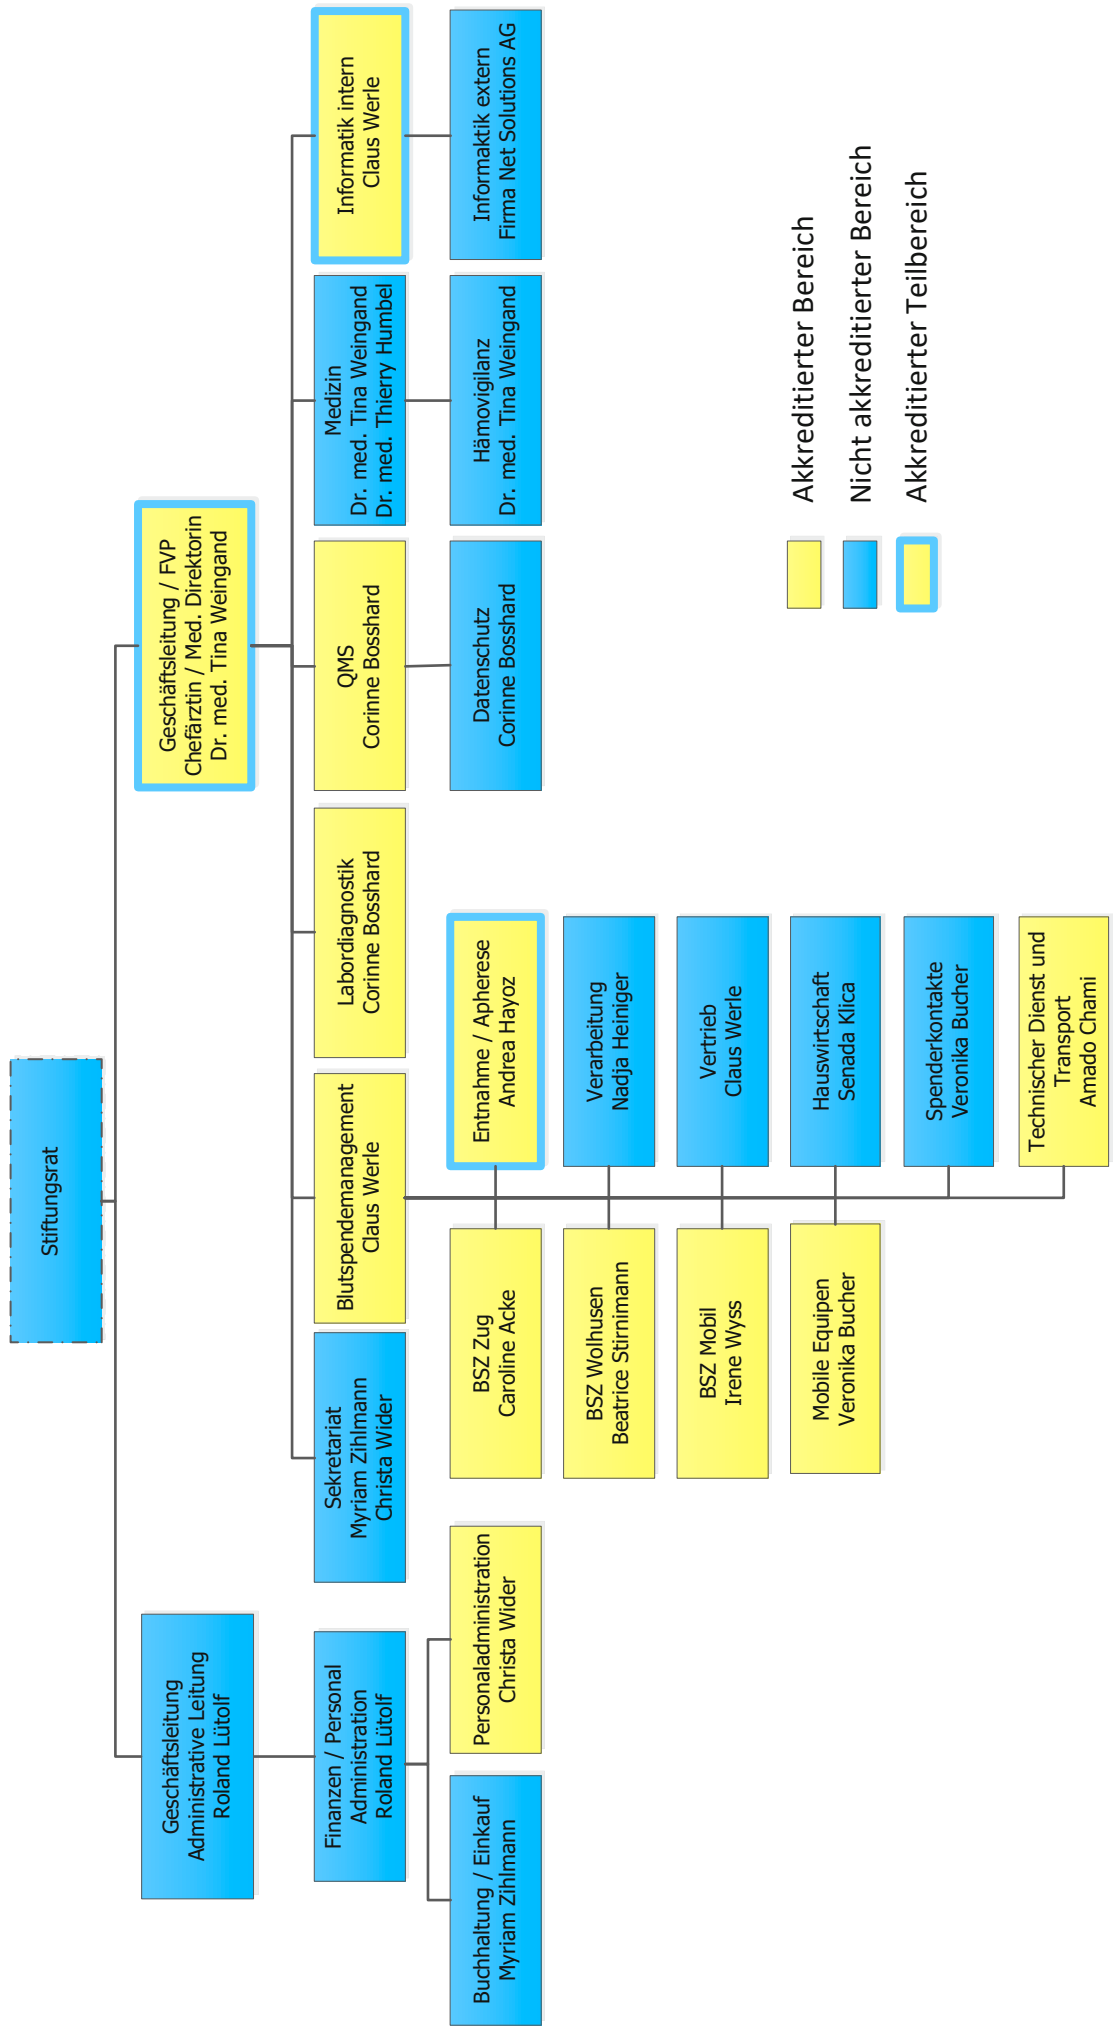 Stiftungsrat
Geschäftsleitung
Administrative Leitung
Roland Lütolf
Geschäftsleitung / FVP
Chefärztin / Med. Direktorin
Dr. med. Tina Weingand
Finanzen / Personal
Administration
Roland Lütolf
Sekretariat
Myriam Zihlmann
Christa Wider
Blutspendemanagement
Claus Werle
Labordiagnostik
Corinne Bosshard
QMS
Corinne Bosshard
Medizin
Dr. med. Tina Weingand
Dr. med. Thierry Humbel
Informatik intern
Claus Werle
Buchhaltung / Einkauf
Myriam Zihlmann
Personaladministration
Christa Wider
BSZ Zug
Caroline Acke
Entnahme / Apherese
Andrea Hayoz
Datenschutz
Corinne Bosshard
Hämovigilanz
Dr. med. Tina Weingand
Informaktik extern
Firma Net Solutions AG
BSZ Wolhusen
Beatrice Stirnimann
Verarbeitung
Nadja Heiniger
BSZ Mobil
Irene Wyss
Vertrieb
Claus Werle
Mobile Equipen
Veronika Bucher
Hauswirtschaft
Senada Klica
Spenderkontakte
Veronika Bucher
Technischer Dienst und
Transport
Amado Chami
Akkreditierter Bereich
Nicht akkreditierter Bereich
Akkreditierter Teilbereich